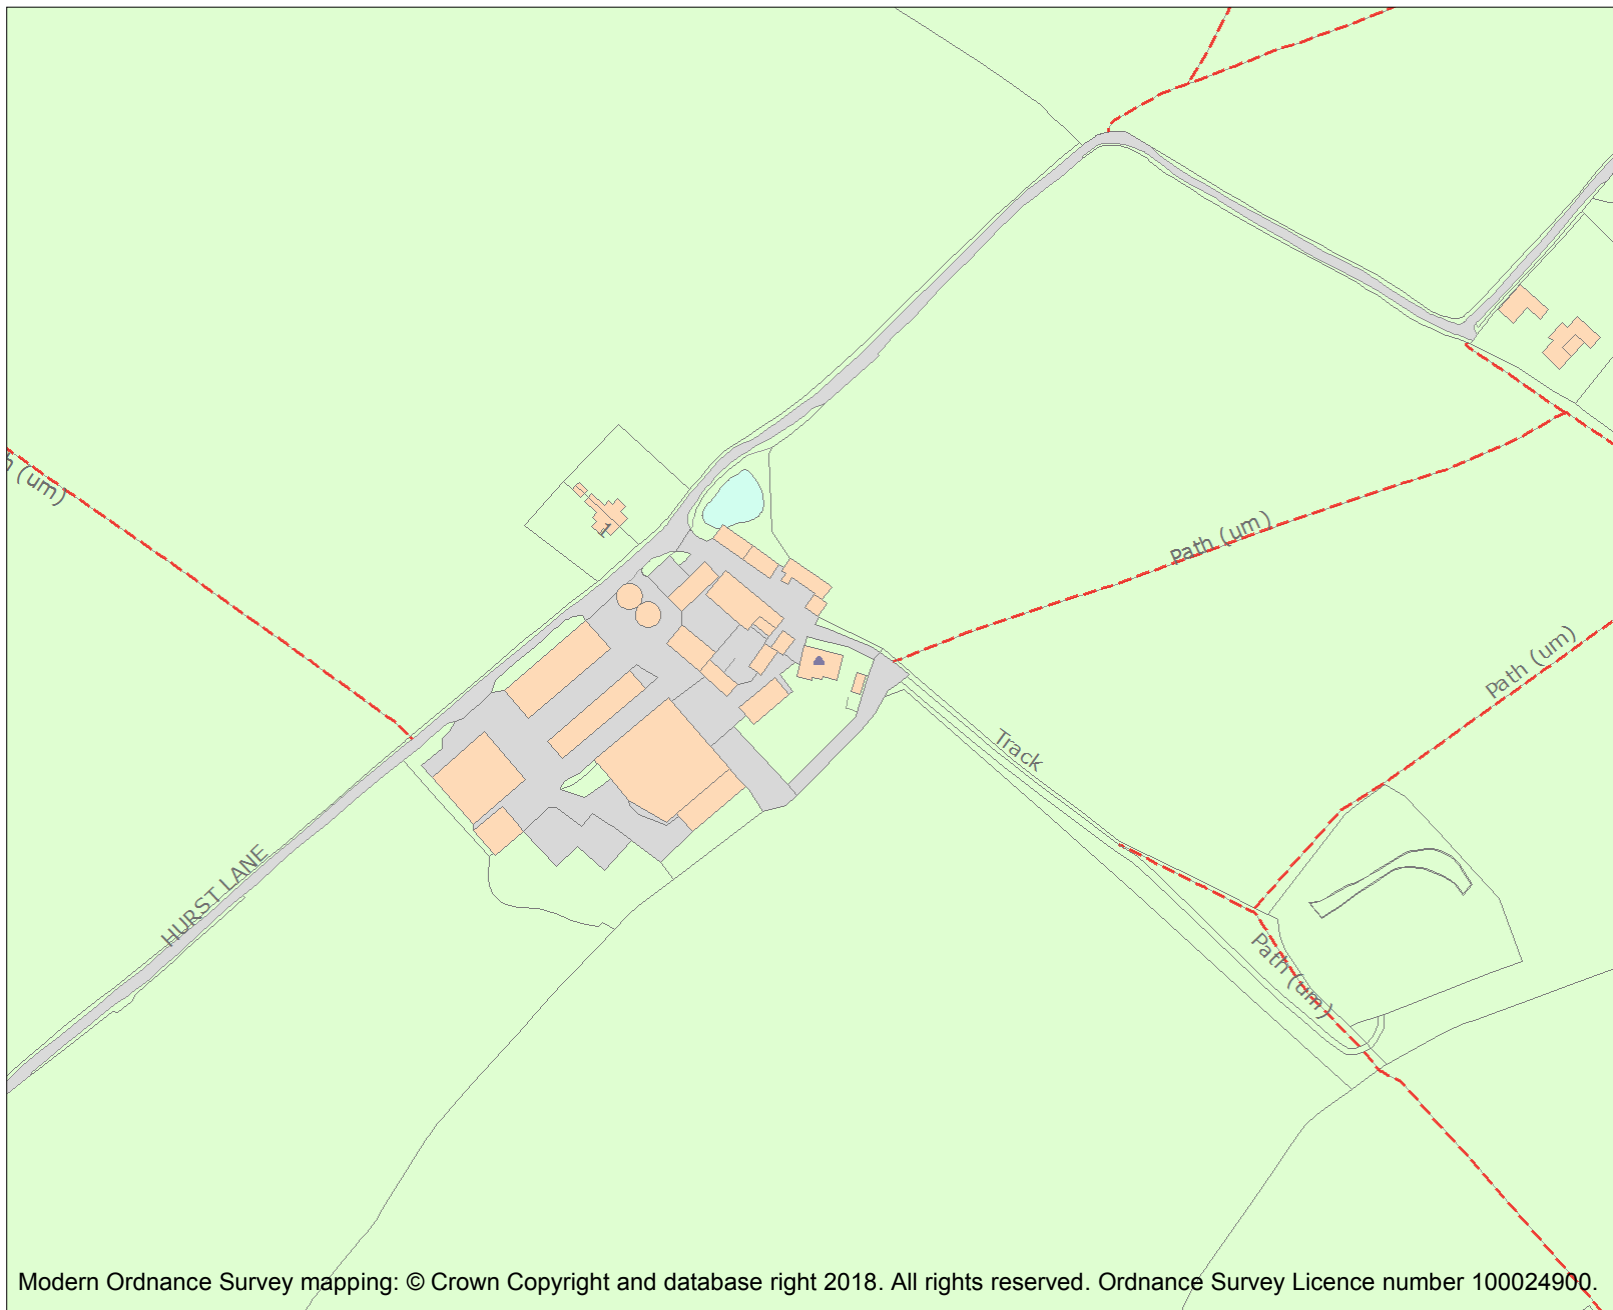 (um)
1
Path (um)
Path (um)
Track
HURST LANE
Path (um)
Modern Ordnance Survey mapping: © Crown Copyright and database right 2018. All rights reserved. Ordnance Survey Licence number 100024900.